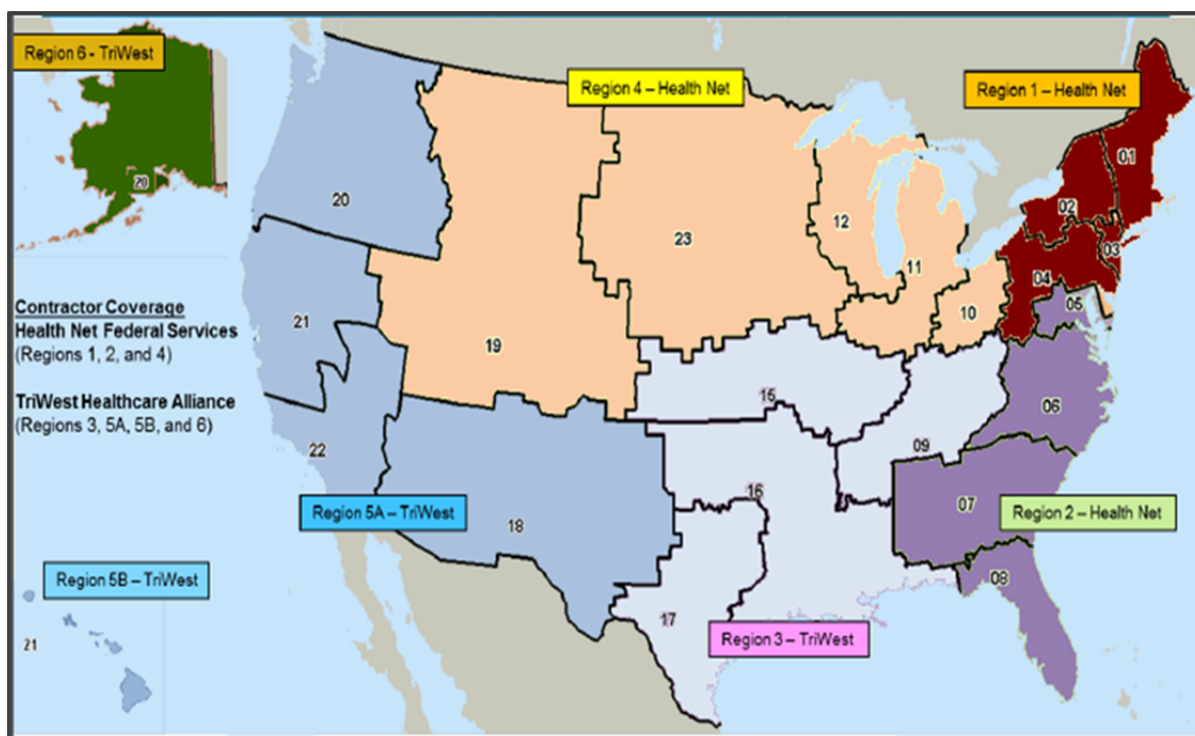 Region 6 - TriWest
Region 4 – Health Net
Region 1 – Health Net
20
01
02
03
04
05
20
23
12
11
10
Contractor Coverage
Health Net Federal Services
(Regions 1, 2, and 4)
TriWest Healthcare Alliance
(Regions 3, 5A, 5B, and 6)
21
19
15
06
22
09
16
Region 5A – TriWest
18
07
Region 2 – Health Net
08
Region 5B – TriWest
21
17
Region 3 – TriWest